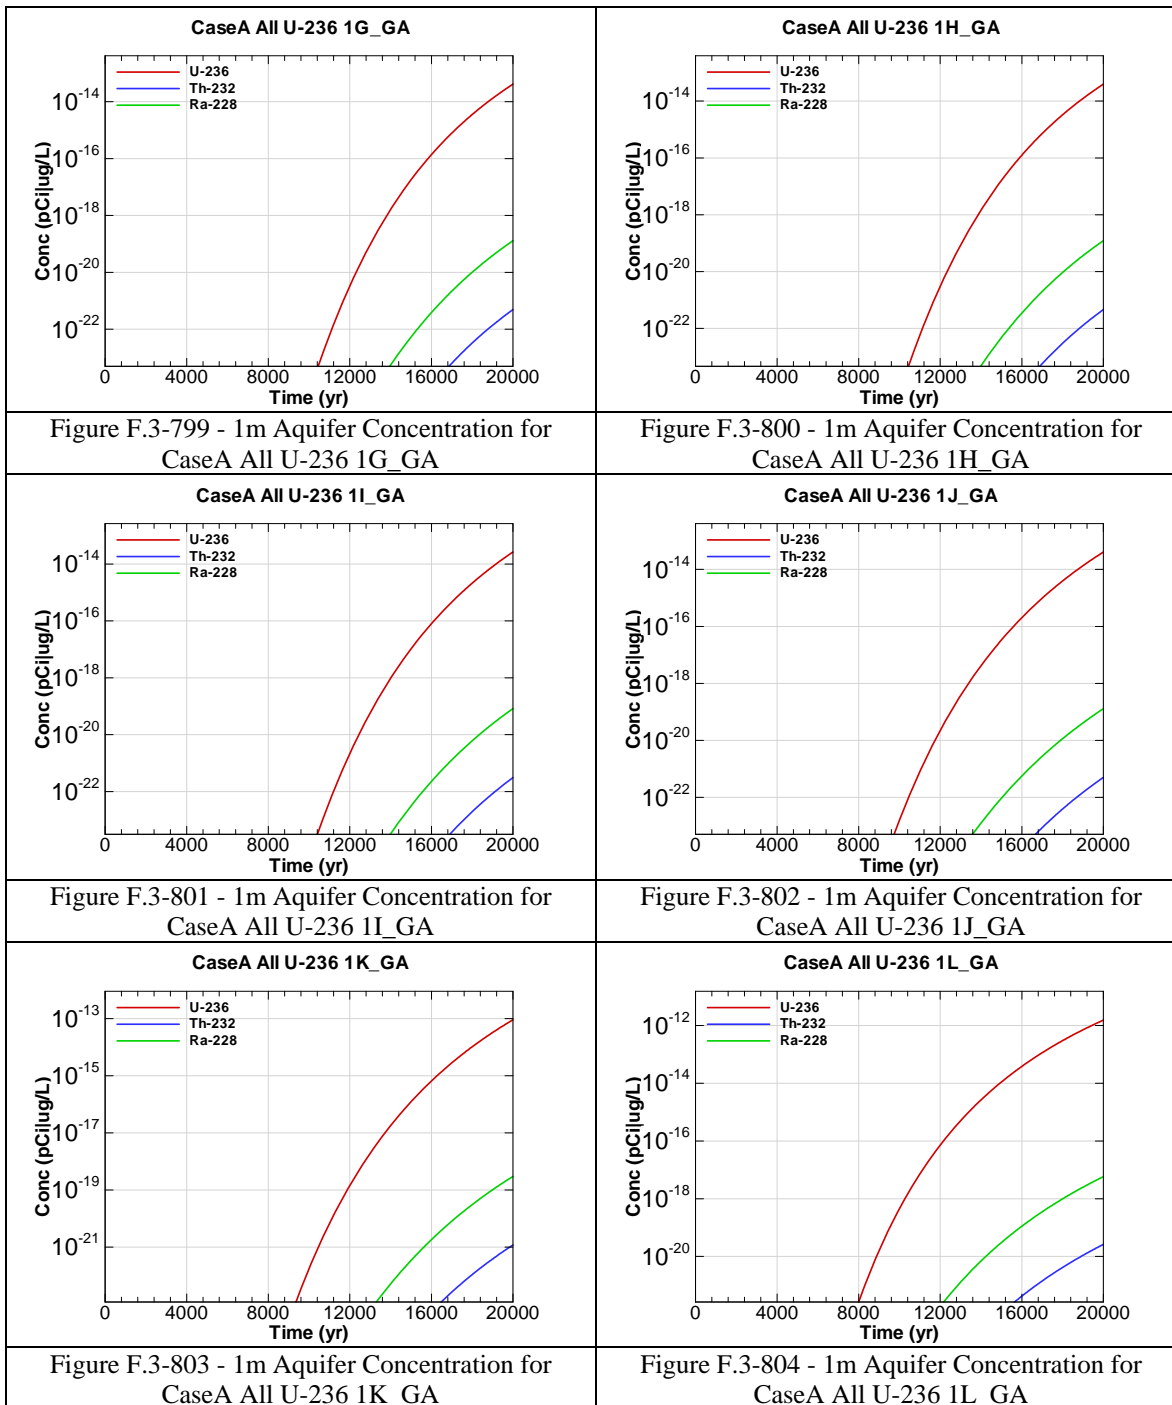 CaseA All U-236 1G_GA
U-236
Th-232
Ra-228
10-14
10-16
10-18
10-20
10-22
Conc (pCi|ug/L)
0 4000 8000 12000 16000 20000
Time (yr)
Figure F.3-799 - 1m Aquifer Concentration for
CaseA All U-236 1G_GA
CaseA All U-236 1H_GA
U-236
Th-232
Ra-228
10-14
10-16
10-18
10-20
10-22
Conc (pCi|ug/L)
0 4000 8000 12000 16000 20000
Time (yr)
Figure F.3-800 - 1m Aquifer Concentration for
CaseA All U-236 1H_GA
CaseA All U-236 1I_GA
U-236
Th-232
Ra-228
10-14
10-16
10-18
10-20
10-22
Conc (pCi|ug/L)
0 4000 8000 12000 16000 20000
Time (yr)
Figure F.3-801 - 1m Aquifer Concentration for
CaseA All U-236 1I_GA
CaseA All U-236 1J_GA
U-236
Th-232
Ra-228
10-14
10-16
10-18
10-20
10-22
Conc (pCi|ug/L)
0 4000 8000 12000 16000 20000
Time (yr)
Figure F.3-802 - 1m Aquifer Concentration for
CaseA All U-236 1J_GA
CaseA All U-236 1K_GA
U-236
Th-232
Ra-228
10-13
10-15
10-17
10-19
10-21
Conc (pCi|ug/L)
0 4000 8000 12000 16000 20000
Time (yr)
Figure F.3-803 - 1m Aquifer Concentration for
CaseA All U-236 1K_GA
CaseA All U-236 1L_GA
U-236
Th-232
Ra-228
10-12
10-14
10-16
10-18
10-20
Conc (pCi|ug/L)
0 4000 8000 12000 16000 20000
Time (yr)
Figure F.3-804 - 1m Aquifer Concentration for
CaseA All U-236 1L_GA